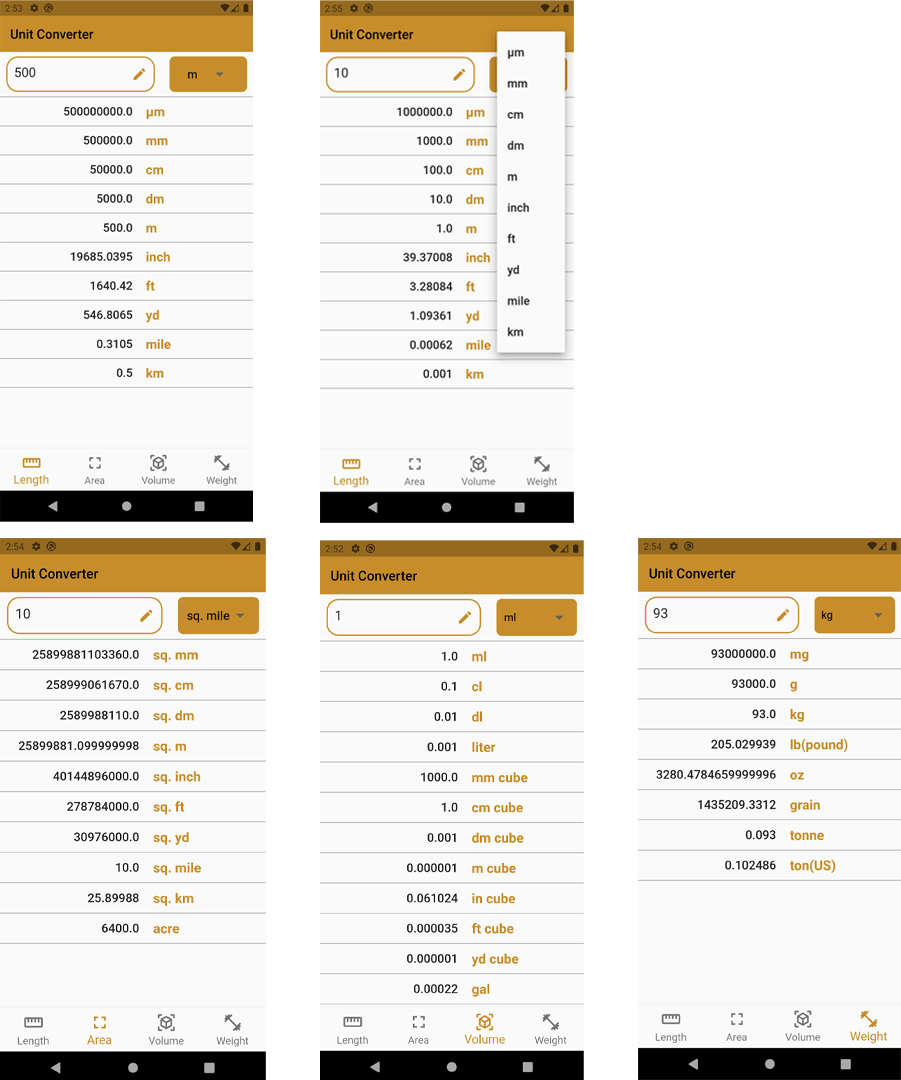 2:53
Unit Converter
500 m
500000000.0 µm
500000.0 mm
50000.0 cm
5000.0 dm
500.0 m
19685.0395 inch
1640.42 ft
546.8065 yd
0.3105 mile
0.5 km
Length Area Volume Weight
2:55
Unit Converter
10
1000000.0 µm
1000.0 mm
100.0 cm
10.0 dm
1.0 m
39.37008 inch
3.28084 ft
1.09361 yd
0.00062 mile
0.001 km
µm
mm
cm
dm
m
inch
ft
yd
mile
km
Length Area Volume Weight
2:54
Unit Converter
10 sq. mile
25899881103360.0 sq. mm
258999061670.0 sq. cm
2589988110.0 sq. dm
25899881.099999998 sq. m
40144896000.0 sq. inch
278784000.0 sq. ft
30976000.0 sq. yd
10.0 sq. mile
25.89988 sq. km
6400.0 acre
Length Area Volume Weight
2:52
Unit Converter
1 ml
1.0 ml
0.1 cl
0.01 dl
0.001 liter
1000.0 mm cube
1.0 cm cube
0.001 dm cube
0.000001 m cube
0.061024 in cube
0.000035 ft cube
0.000001 yd cube
0.00022 gal
Length Area Volume Weight
2:54
Unit Converter
93 kg
93000000.0 mg
93000.0 g
93.0 kg
205.029939 lb(pound)
3280.4784659999996 oz
1435209.3312 grain
0.093 tonne
0.102486 ton(US)
Length Area Volume Weight